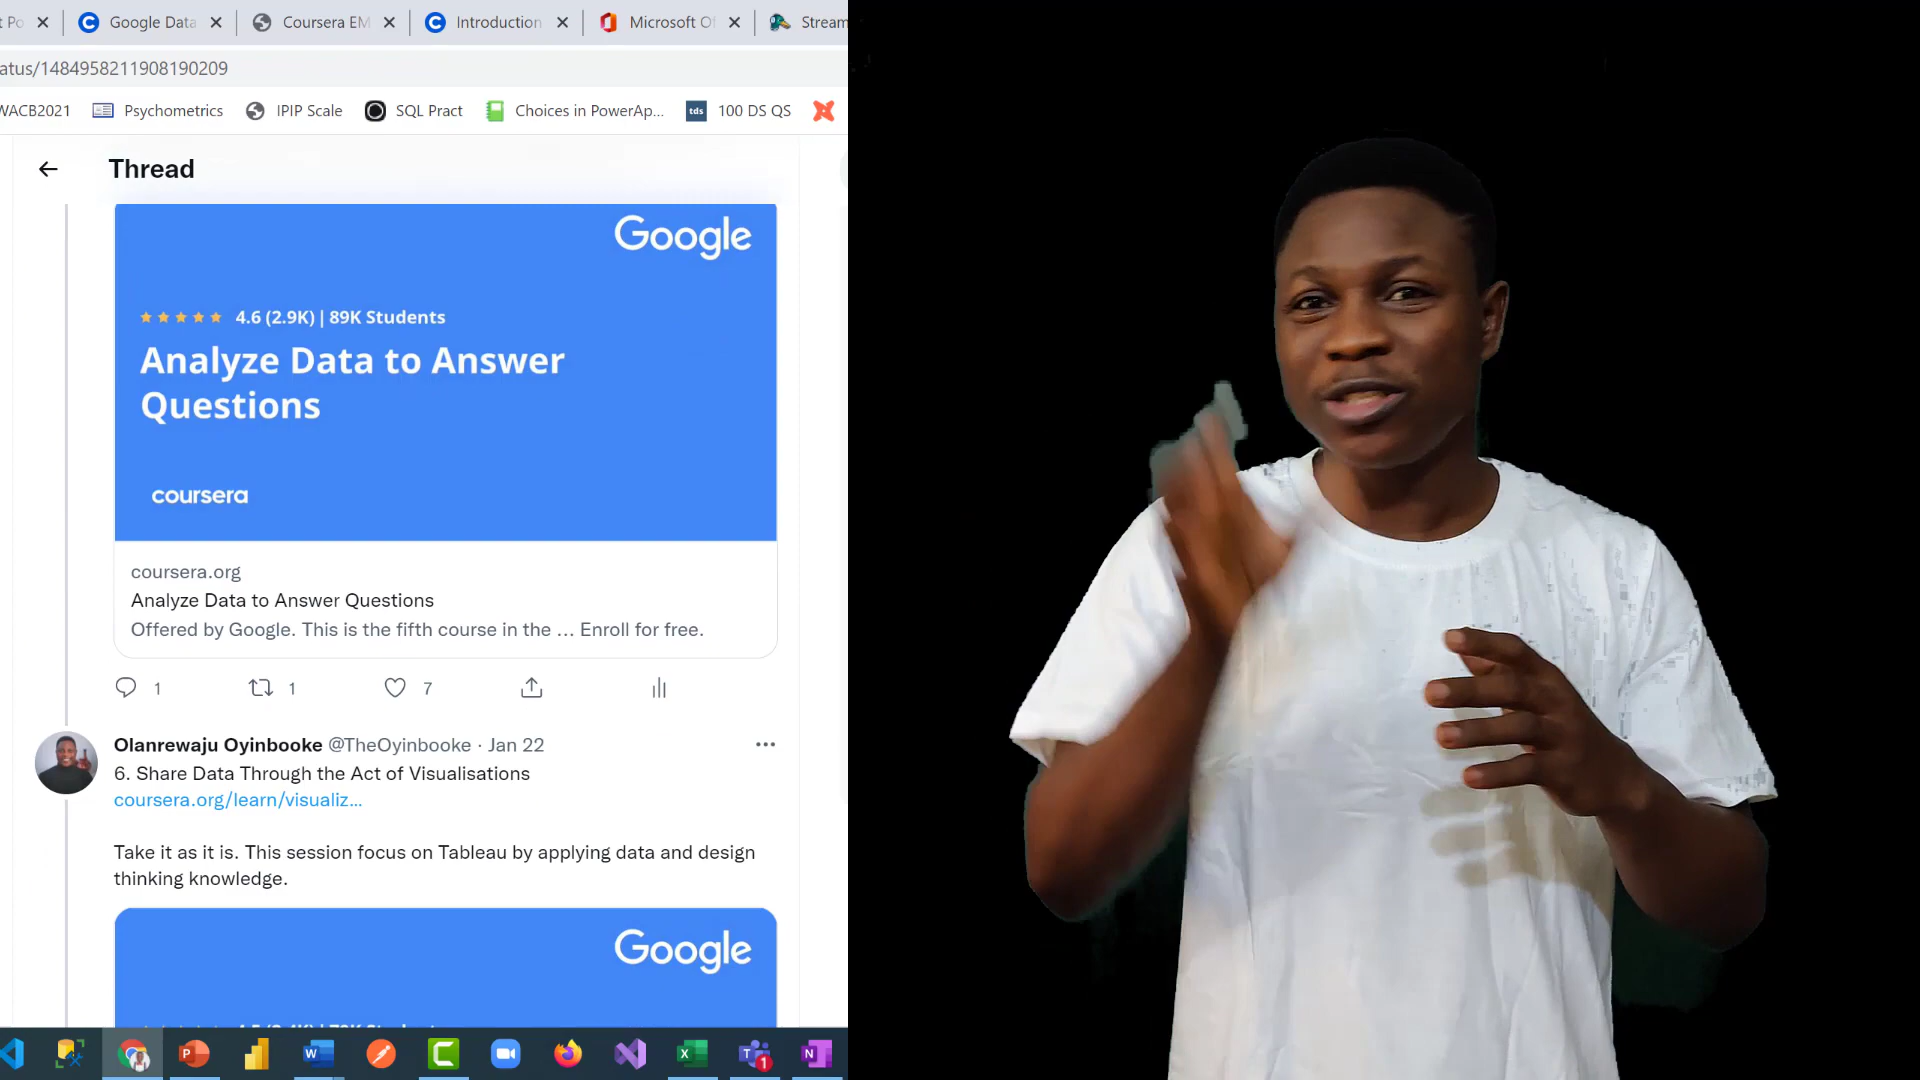 t Po
Google Data
Coursera EM
Introduction
Microsoft Of
Stream
atus/1484958211908190209
WACB2021
Psychometrics
IPIP Scale
SQL Pract
Choices in PowerAp...
tds
100 DS QS
Thread
Google
4.6 (2.9K) | 89K Students
Analyze Data to Answer
Questions
coursera
coursera.org
Analyze Data to Answer Questions
Offered by Google. This is the fifth course in the ... Enroll for free.
1
1
7
Olanrewaju Oyinbooke @TheOyinbooke · Jan 22
6. Share Data Through the Act of Visualisations
coursera.org/learn/visualiz...
Take it as it is. This session focus on Tableau by applying data and design
thinking knowledge.
Google
1